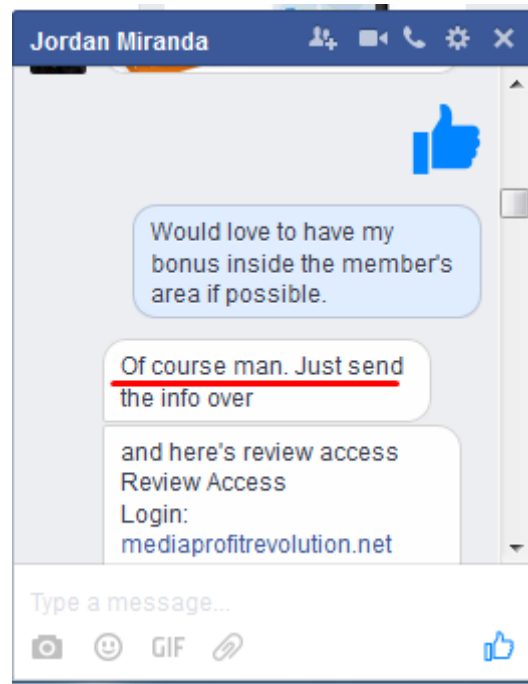 Jordan Miranda
Would love to have my
bonus inside the member's
area if possible.
Of course man. Just send
the info over
and here's review access
Review Access
Login:
mediaprofitrevolution.net
Type a message...
GIF